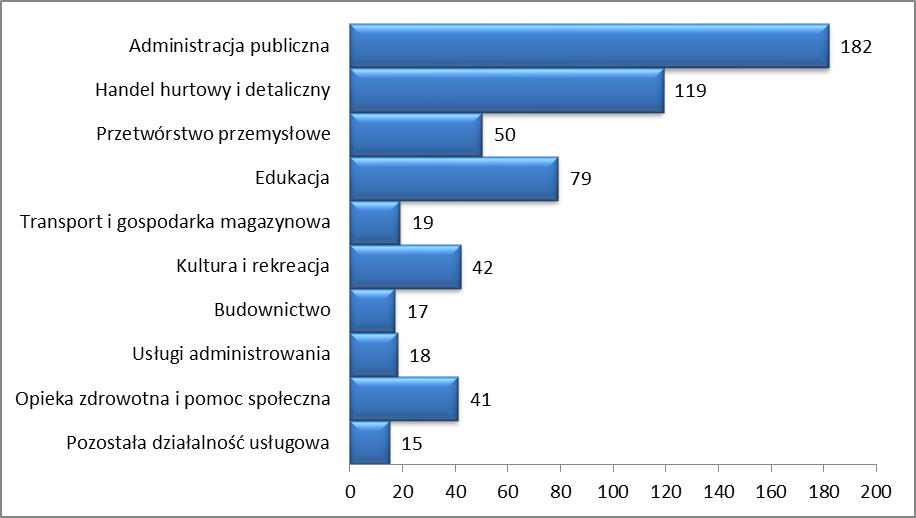 Administracja publiczna 182
Handel hurtowy i detaliczny 119
Przetwórstwo przemysłowe 50
Edukacja 79
Transport i gospodarka magazynowa 19
Kultura i rekreacja 42
Budownictwo 17
Usługi administrowania 18
Opieka zdrowotna i pomoc społeczna 41
Pozostała działalność usługowa 15
0 20 40 60 80 100 120 140 160 180 200